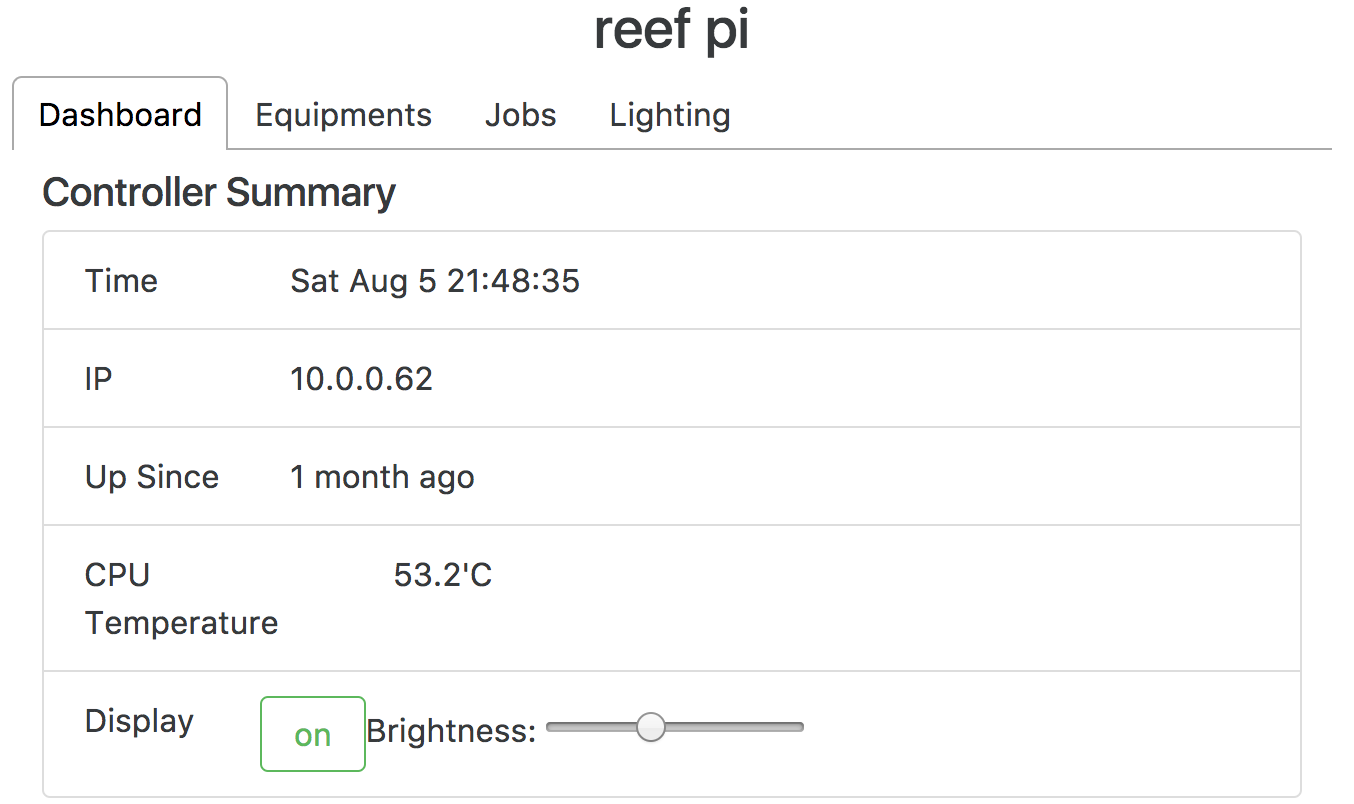 reef pi
Dashboard Equipments Jobs Lighting
Controller Summary
Time Sat Aug 5 21:48:35
IP 10.0.0.62
Up Since 1 month ago
CPU 53.2'C
Temperature
Display on Brightness: